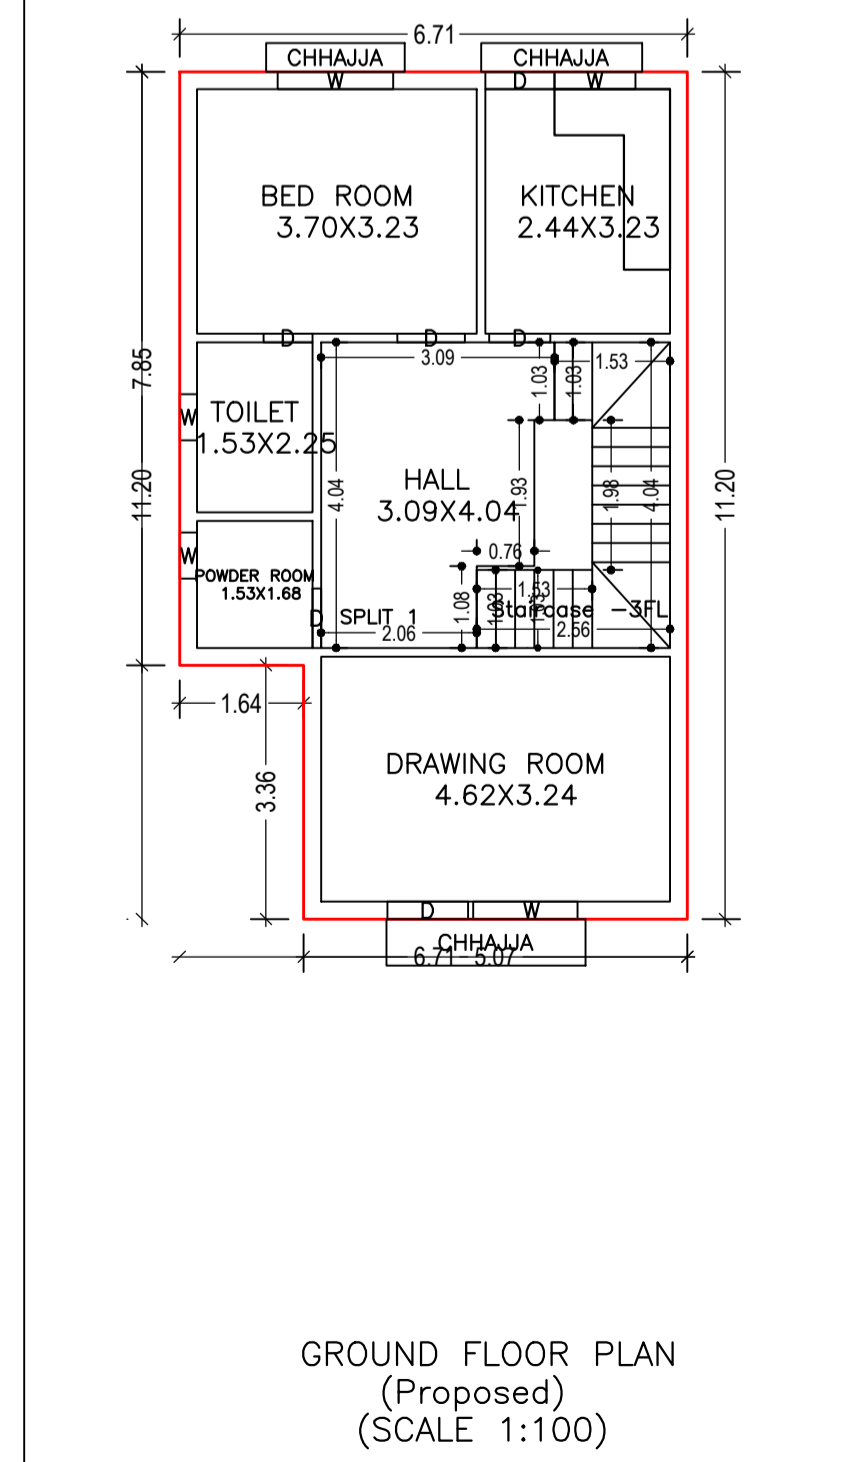 6.71
CHHAJJA
CHHAJJA
W
D
W
BED ROOM
3.70X3.23
KITCHEN
2.44X3.23
D
D
D
3.09
1.53
1.03
1.03
7.85
TOILET
1.53X2.25
W
HALL
3.09X4.04
4.04
1.93
1.98
4.04
11.20
11.20
0.76
W
POWDER ROOM
1.53X1.68
D
SPLIT 1
1.08
1.53
Staircase -3FL
2.06
2.56
1.64
3.36
DRAWING ROOM
4.62X3.24
D
W
CHHAJJA
6.71
5.07
GROUND FLOOR PLAN
(Proposed)
(SCALE 1:100)